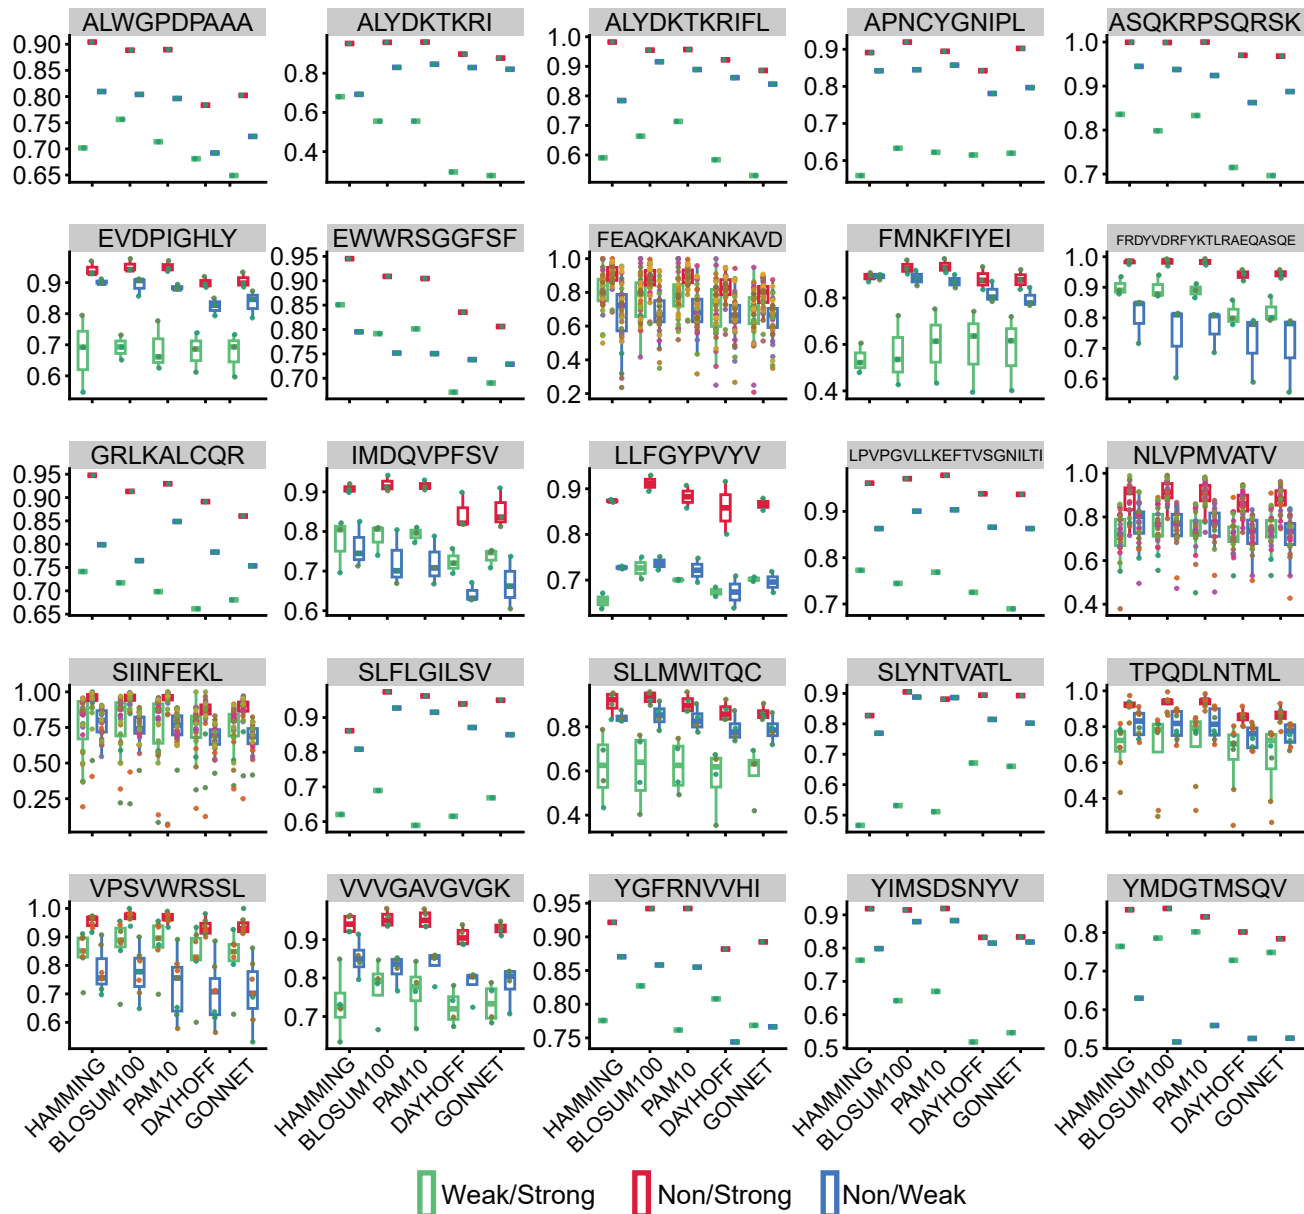 ALWGPDPAAA ALYDKTKRI ALYDKTKRIFL APNCYGNIPL ASQKRPSQRSK
0.90 0.85 0.80 0.75 0.70 0.65
0.8 0.6 0.4
1.0 0.9 0.8 0.7 0.6
0.9 0.8 0.7 0.6
1.0 0.9 0.8 0.7
EVDPIGHLY EWWRSGGFSF FEAQKAKANKAVD FMNKFIYEI FRDYVDRFYKTLRAEQASQE
0.9 0.8 0.7 0.6
0.95 0.90 0.85 0.80 0.75 0.70
1.0 0.8 0.6 0.4 0.2
0.8 0.6 0.4
1.0 0.9 0.8 0.7 0.6
GRLKALCQR IMDQVPFSV LLFGYPVYV LPVPGVLLKEFTVSGNILTI NLVPMVATV
0.95 0.90 0.85 0.80 0.75 0.70 0.65
0.9 0.8 0.7 0.6
0.9 0.8 0.7
0.9 0.8 0.7
1.0 0.8 0.6 0.4
SIINFEKL SLFLGILSV SLLMWITQC SLYNTVATL TPQDLNTML
1.00 0.75 0.50 0.25
0.9 0.8 0.7 0.6
0.8 0.6 0.4
0.9 0.8 0.7 0.6 0.5
1.0 0.8 0.6 0.4
VPSVWRSSL VVVGAVGVGK YGFRNVVHI YIMSDSNYV YMDGTMSQV
1.0 0.9 0.8 0.7 0.6
0.9 0.8 0.7
0.95 0.90 0.85 0.80 0.75
0.9 0.8 0.7 0.6 0.5
0.8 0.7 0.6 0.5
HAMMING BLOSUM100 PAM10 DAYHOFF GONNET
HAMMING BLOSUM100 PAM10 DAYHOFF GONNET
HAMMING BLOSUM100 PAM10 DAYHOFF GONNET
HAMMING BLOSUM100 PAM10 DAYHOFF GONNET
HAMMING BLOSUM100 PAM10 DAYHOFF GONNET
Weak/Strong Non/Strong Non/Weak